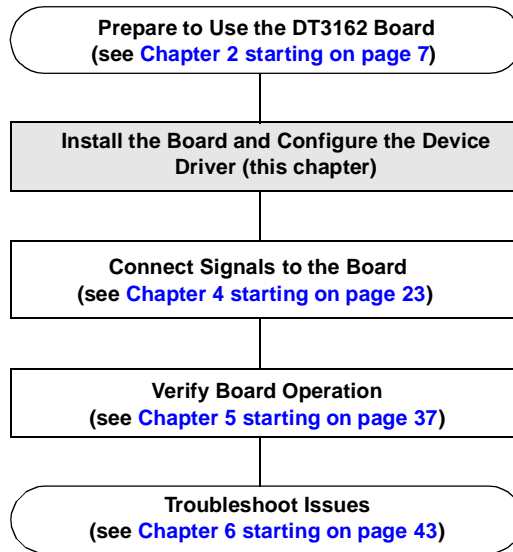 Prepare to Use the DT3162 Board
(see Chapter 2 starting on page 7)
Install the Board and Configure the Device
Driver (this chapter)
Connect Signals to the Board
(see Chapter 4 starting on page 23)
Verify Board Operation
(see Chapter 5 starting on page 37)
Troubleshoot Issues
(see Chapter 6 starting on page 43)